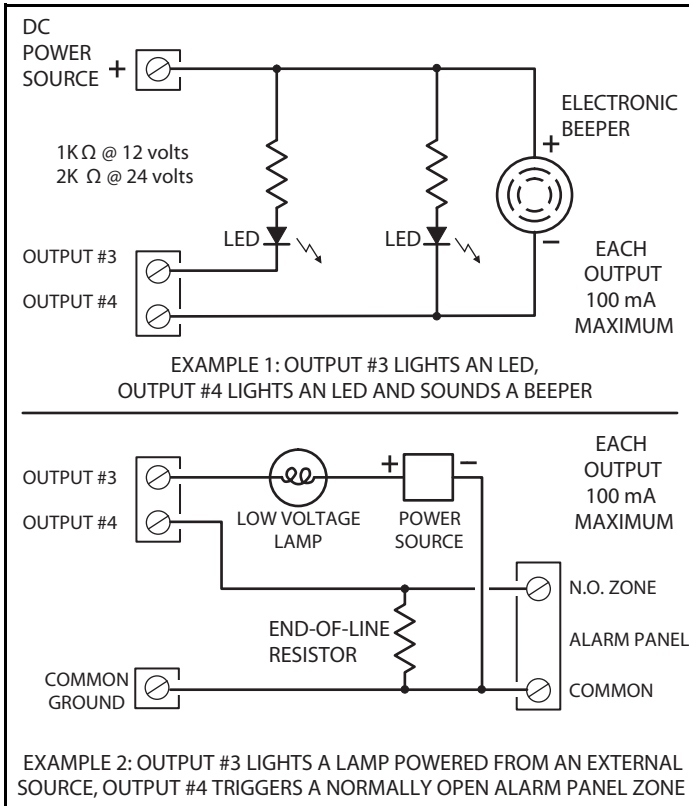 DC
POWER
SOURCE +
ELECTRONIC
BEEPER
+
1K Ω @ 12 volts
2K Ω @ 24 volts
LED
LED
−
OUTPUT #3
OUTPUT #4
EACH
OUTPUT
100 mA
MAXIMUM
EXAMPLE 1: OUTPUT #3 LIGHTS AN LED,
OUTPUT #4 LIGHTS AN LED AND SOUNDS A BEEPER
OUTPUT #3
OUTPUT #4
+ −
LOW VOLTAGE
LAMP
POWER
SOURCE
EACH
OUTPUT
100 mA
MAXIMUM
END-OF-LINE
RESISTOR
N.O. ZONE
ALARM PANEL
COMMON
COMMON
GROUND
EXAMPLE 2: OUTPUT #3 LIGHTS A LAMP POWERED FROM AN EXTERNAL
SOURCE, OUTPUT #4 TRIGGERS A NORMALLY OPEN ALARM PANEL ZONE